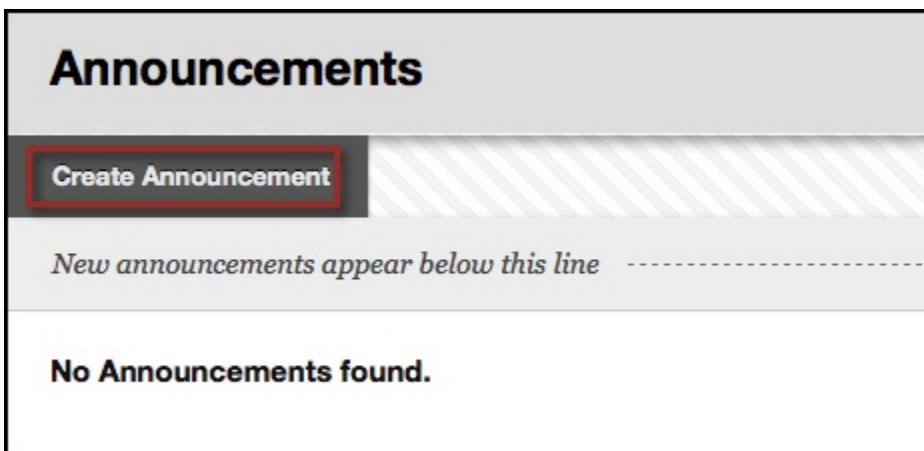 Announcements
Create Announcement
New announcements appear below this line
No Announcements found.